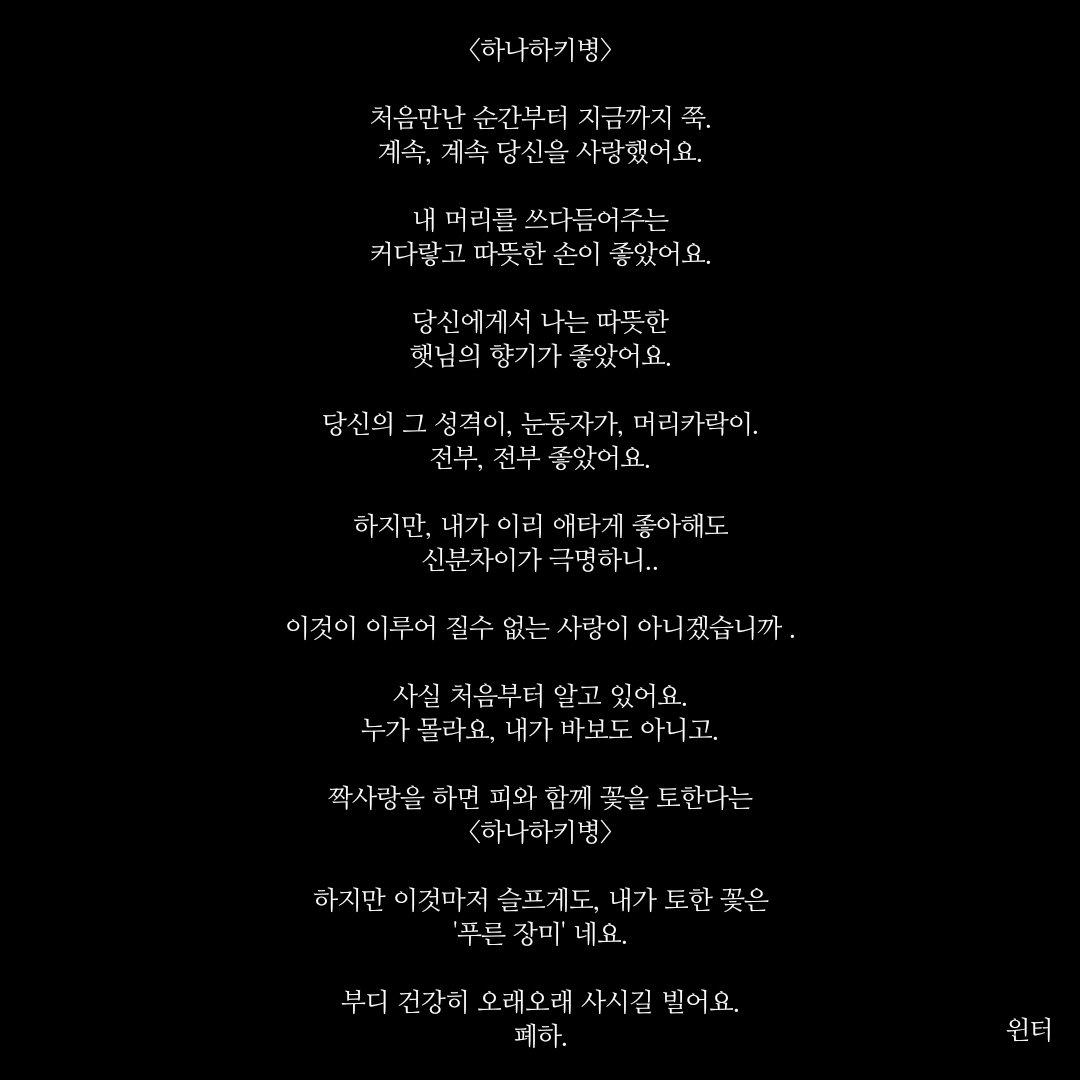 〈하나하키병〉
처음만난 순간부터 지금까지 쭉.
계속, 계속 당신을 사랑했어요.
내 머리를 쓰다듬어주는
커다랗고 따뜻한 손이 좋았어요.
당신에게서 나는 따뜻한
햇님의 향기가 좋았어요.
당신의 그 성격이, 눈동자가, 머리카락이.
전부, 전부 좋았어요.
하지만, 내가 이리 애타게 좋아해도
신분차이가 극명하니..
이것이 이루어 질수 없는 사랑이 아니겠습니까 .
사실 처음부터 알고 있어요.
누가 몰라요, 내가 바보도 아니고.
짝사랑을 하면 피와 함께 꽃을 토한다는
〈하나하키병〉
하지만 이것마저 슬프게도, 내가 토한 꽃은
'푸른 장미' 네요.
부디 건강히 오래오래 사시길 빌어요.
폐하.
윈터